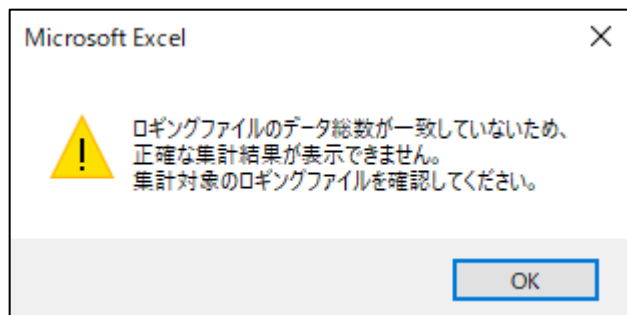 Microsoft Excel
ロギングファイルのデータ総数が一致していないため、
正確な集計結果が表示できません。
集計対象のロギングファイルを確認してください。
OK